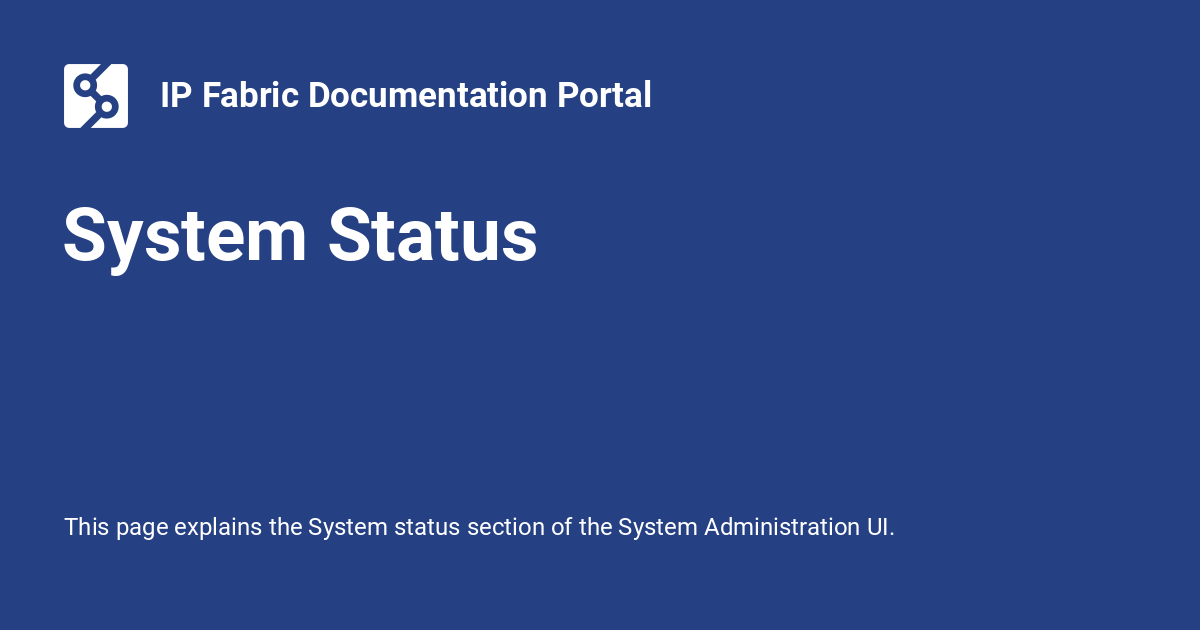 IP Fabric Documentation Portal
System Status
This page explains the System status section of the System Administration UI.